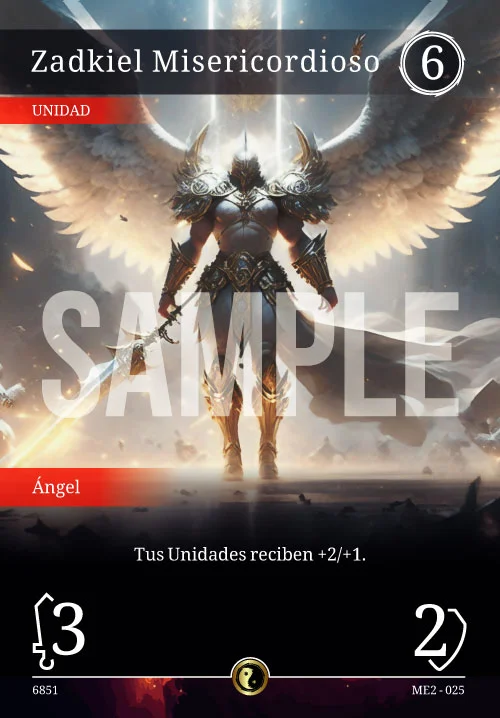 Zadkiel Misericordioso
6
UNIDAD
SAMPLE
Ángel
Tus Unidades reciben +2/+1.
3
2
6851
ME2 - 025